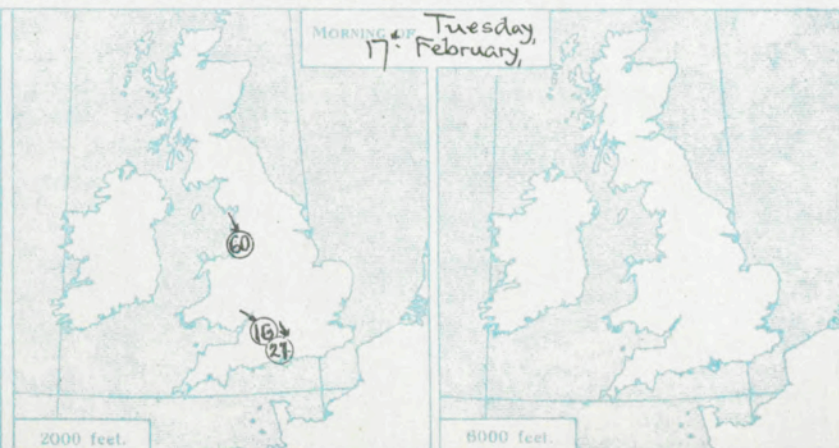 MORNING OF Tuesday,
17th February,
60
16
27
2000 feet.
6000 feet.